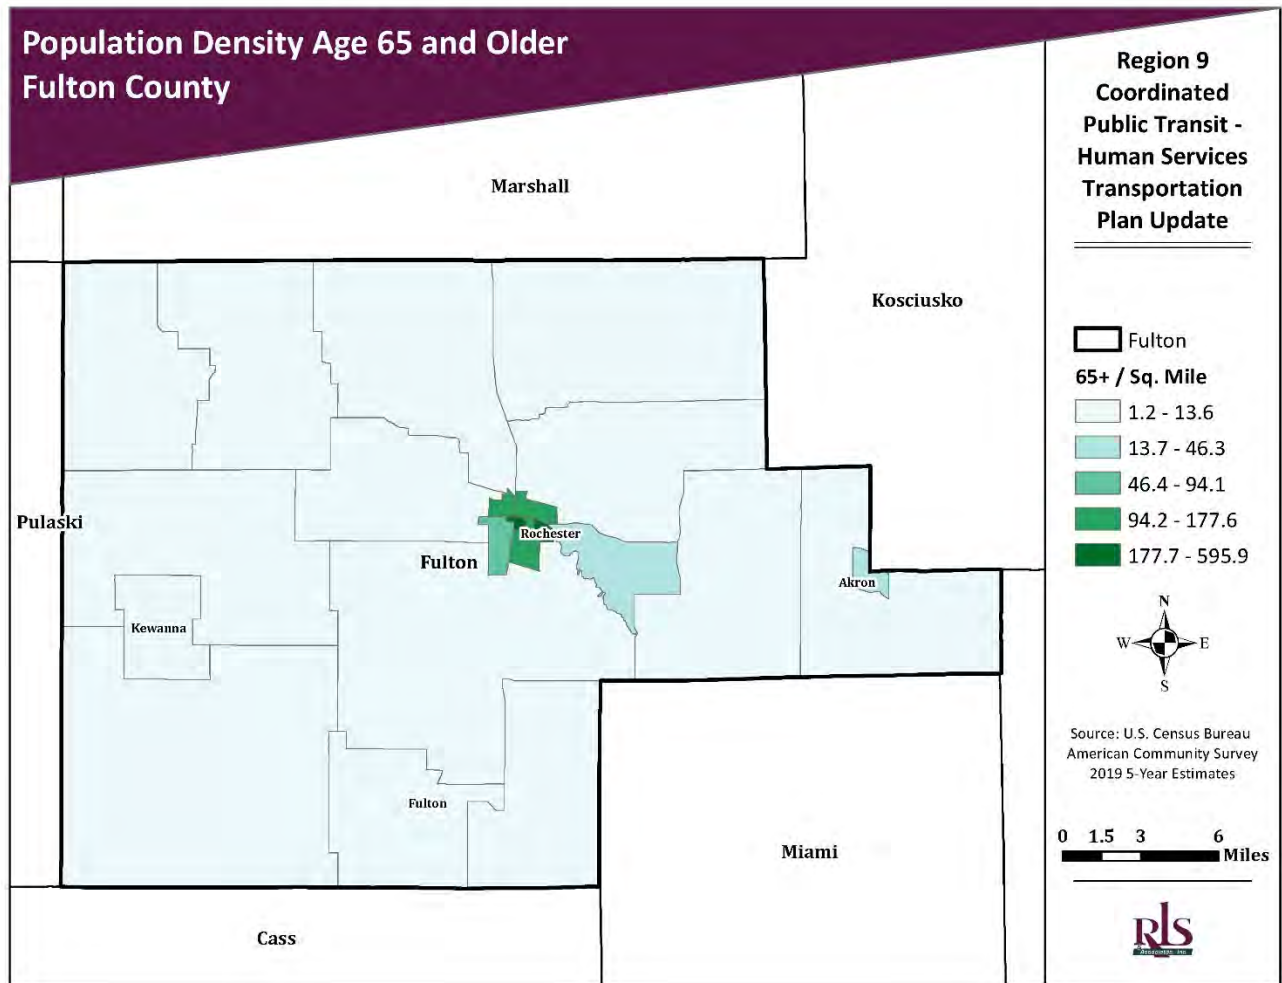 Population Density Age 65 and Older
Fulton County
Region 9
Coordinated
Public Transit -
Human Services
Transportation
Plan Update
Marshall
Kosciusko
Fulton
65+ / Sq. Mile
1.2 - 13.6
13.7 - 46.3
46.4 - 94.1
94.2 - 177.6
177.7 - 595.9
Pulaski
Rochester
Fulton
Akron
Kewanna
Fulton
Miami
Cass
N
W E
S
Source: U.S. Census Bureau
American Community Survey
2019 5-Year Estimates
0 1.5 3 6
Miles
RLS
& Associates, Inc.